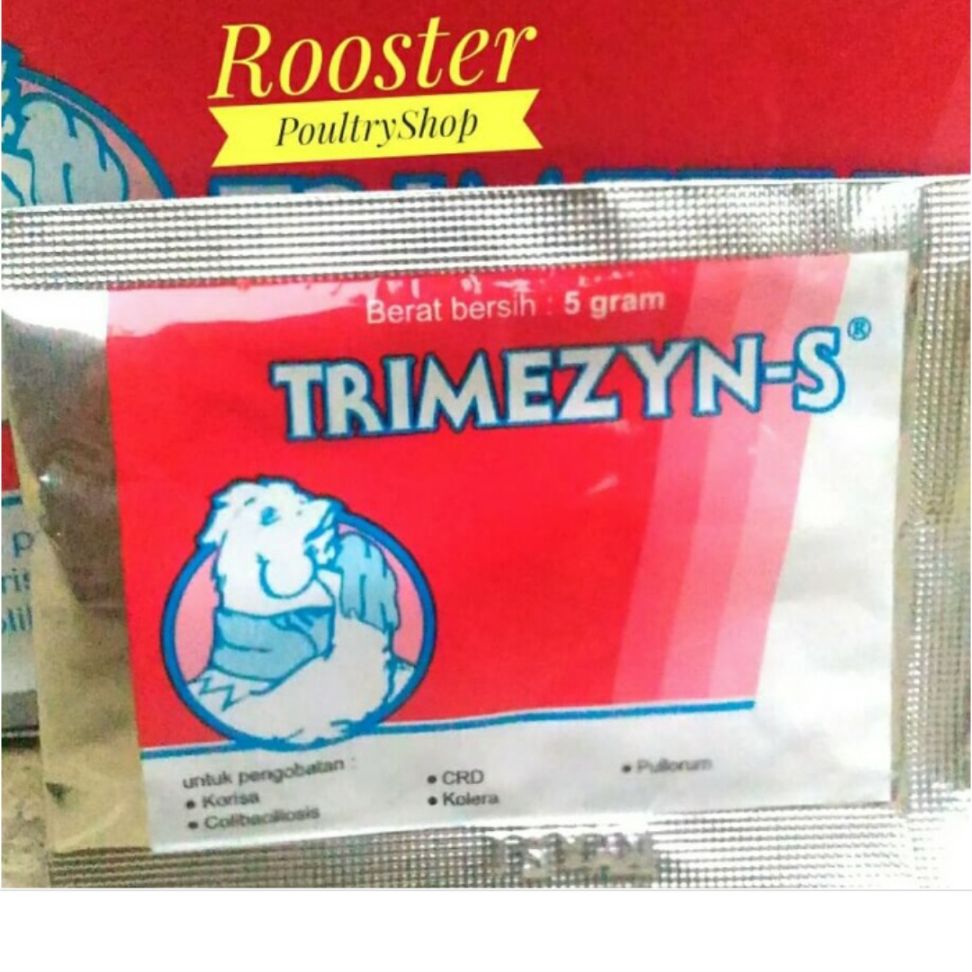 Rooster
PoultryShop
Berat bersih : 5 gram
TRIMEZYN-S®
untuk pengobatan :
• Korisa
• Colibacillosis
• CRD
• Kolera
• Pullorum